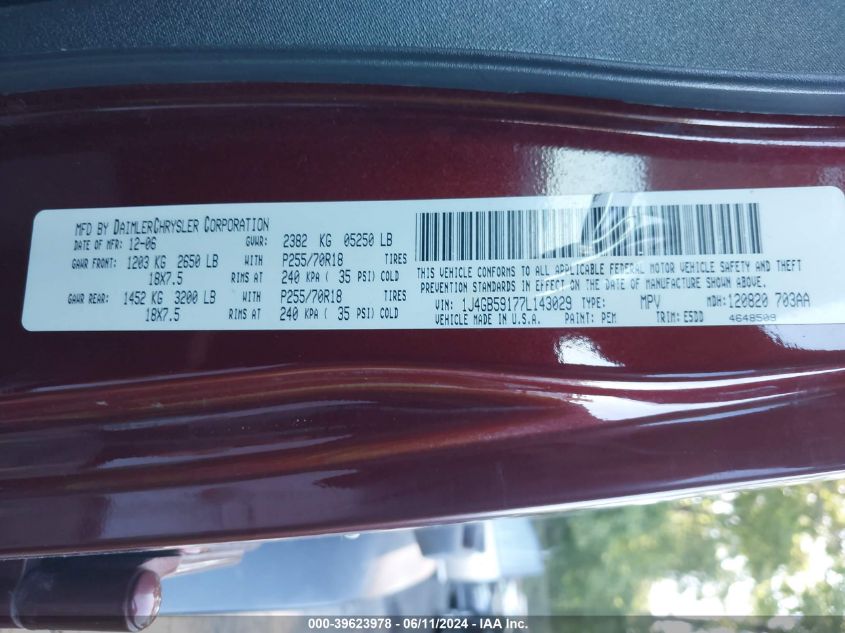 MFD BY DAIMLERCHRYSLER CORPORATION
DATE OF MFR: 12-06 GVWR: 2382 KG 05250 LB
GAWR FRONT: 1203 KG 2650 LB WITH P255/70R18 TIRES
18X7.5 RIMS AT 240 KPA ( 35 PSI) COLD
GAWR REAR: 1452 KG 3200 LB WITH P255/70R18 TIRES
18X7.5 RIMS AT 240 KPA ( 35 PSI) COLD
THIS VEHICLE CONFORMS TO ALL APPLICABLE FEDERAL MOTOR VEHICLE SAFETY AND THEFT
PREVENTION STANDARDS IN EFFECT ON THE DATE OF MANUFACTURE SHOWN ABOVE.
VIN: 1J4GB59177L143029 TYPE: MPV MDH: 120820 703AA
VEHICLE MADE IN U.S.A. PAINT: PEM TRIM: E5DD 4648509
000-39623978 - 06/11/2024 - IAAI Inc.